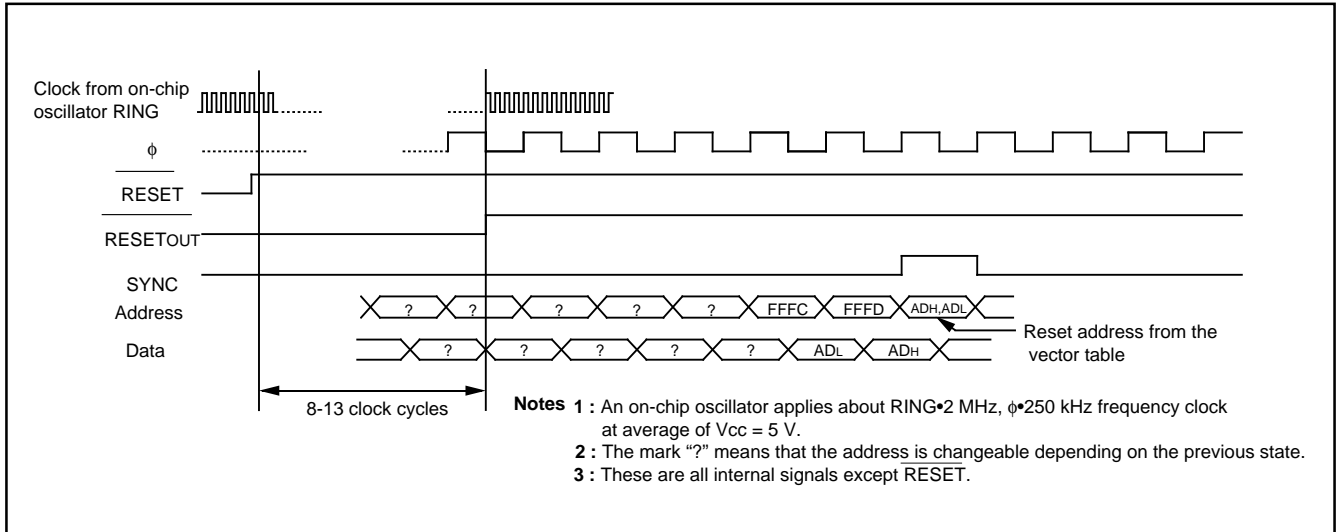 Clock from on-chip
oscillator RING
ϕ
RESET
RESETOUT
SYNC
Address
? ? ? ? ? FFFC FFFD ADH,ADL
Reset address from the
vector table
Data
? ? ? ? ? ADL ADH
8-13 clock cycles
Notes 1 : An on-chip oscillator applies about RING•2 MHz, ϕ•250 kHz frequency clock
at average of Vcc = 5 V.
2 : The mark “?” means that the address is changeable depending on the previous state.
3 : These are all internal signals except RESET.